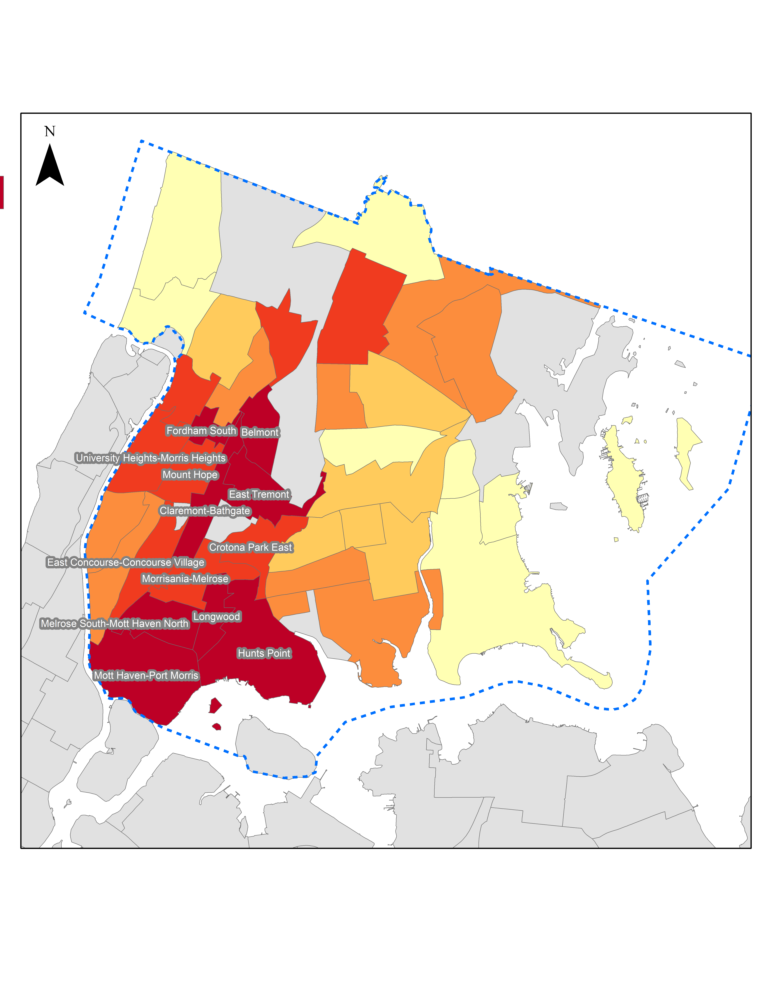 N
Fordham South
Belmont
University Heights-Morris Heights
Mount Hope
East Tremont
Claremont-Bathgate
Crotona Park East
East Concourse-Concourse Village
Morrisania-Melrose
Longwood
Melrose South-Mott Haven North
Hunts Point
Mott Haven-Port Morris